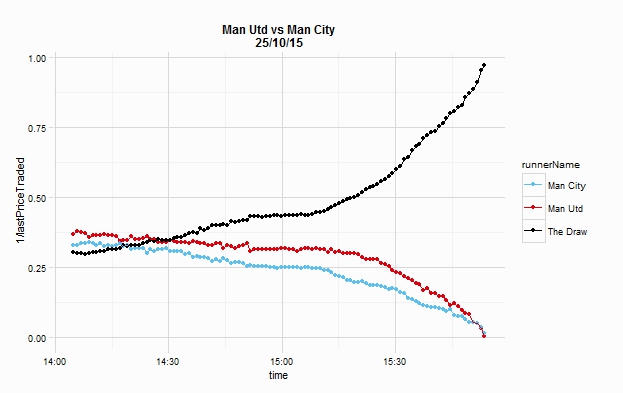 Man Utd vs Man City
25/10/15
1.00
0.75
0.50
0.25
0.00
1/lastPriceTraded
14:00 14:30 15:00 15:30
time
runnerName
Man City
Man Utd
The Draw